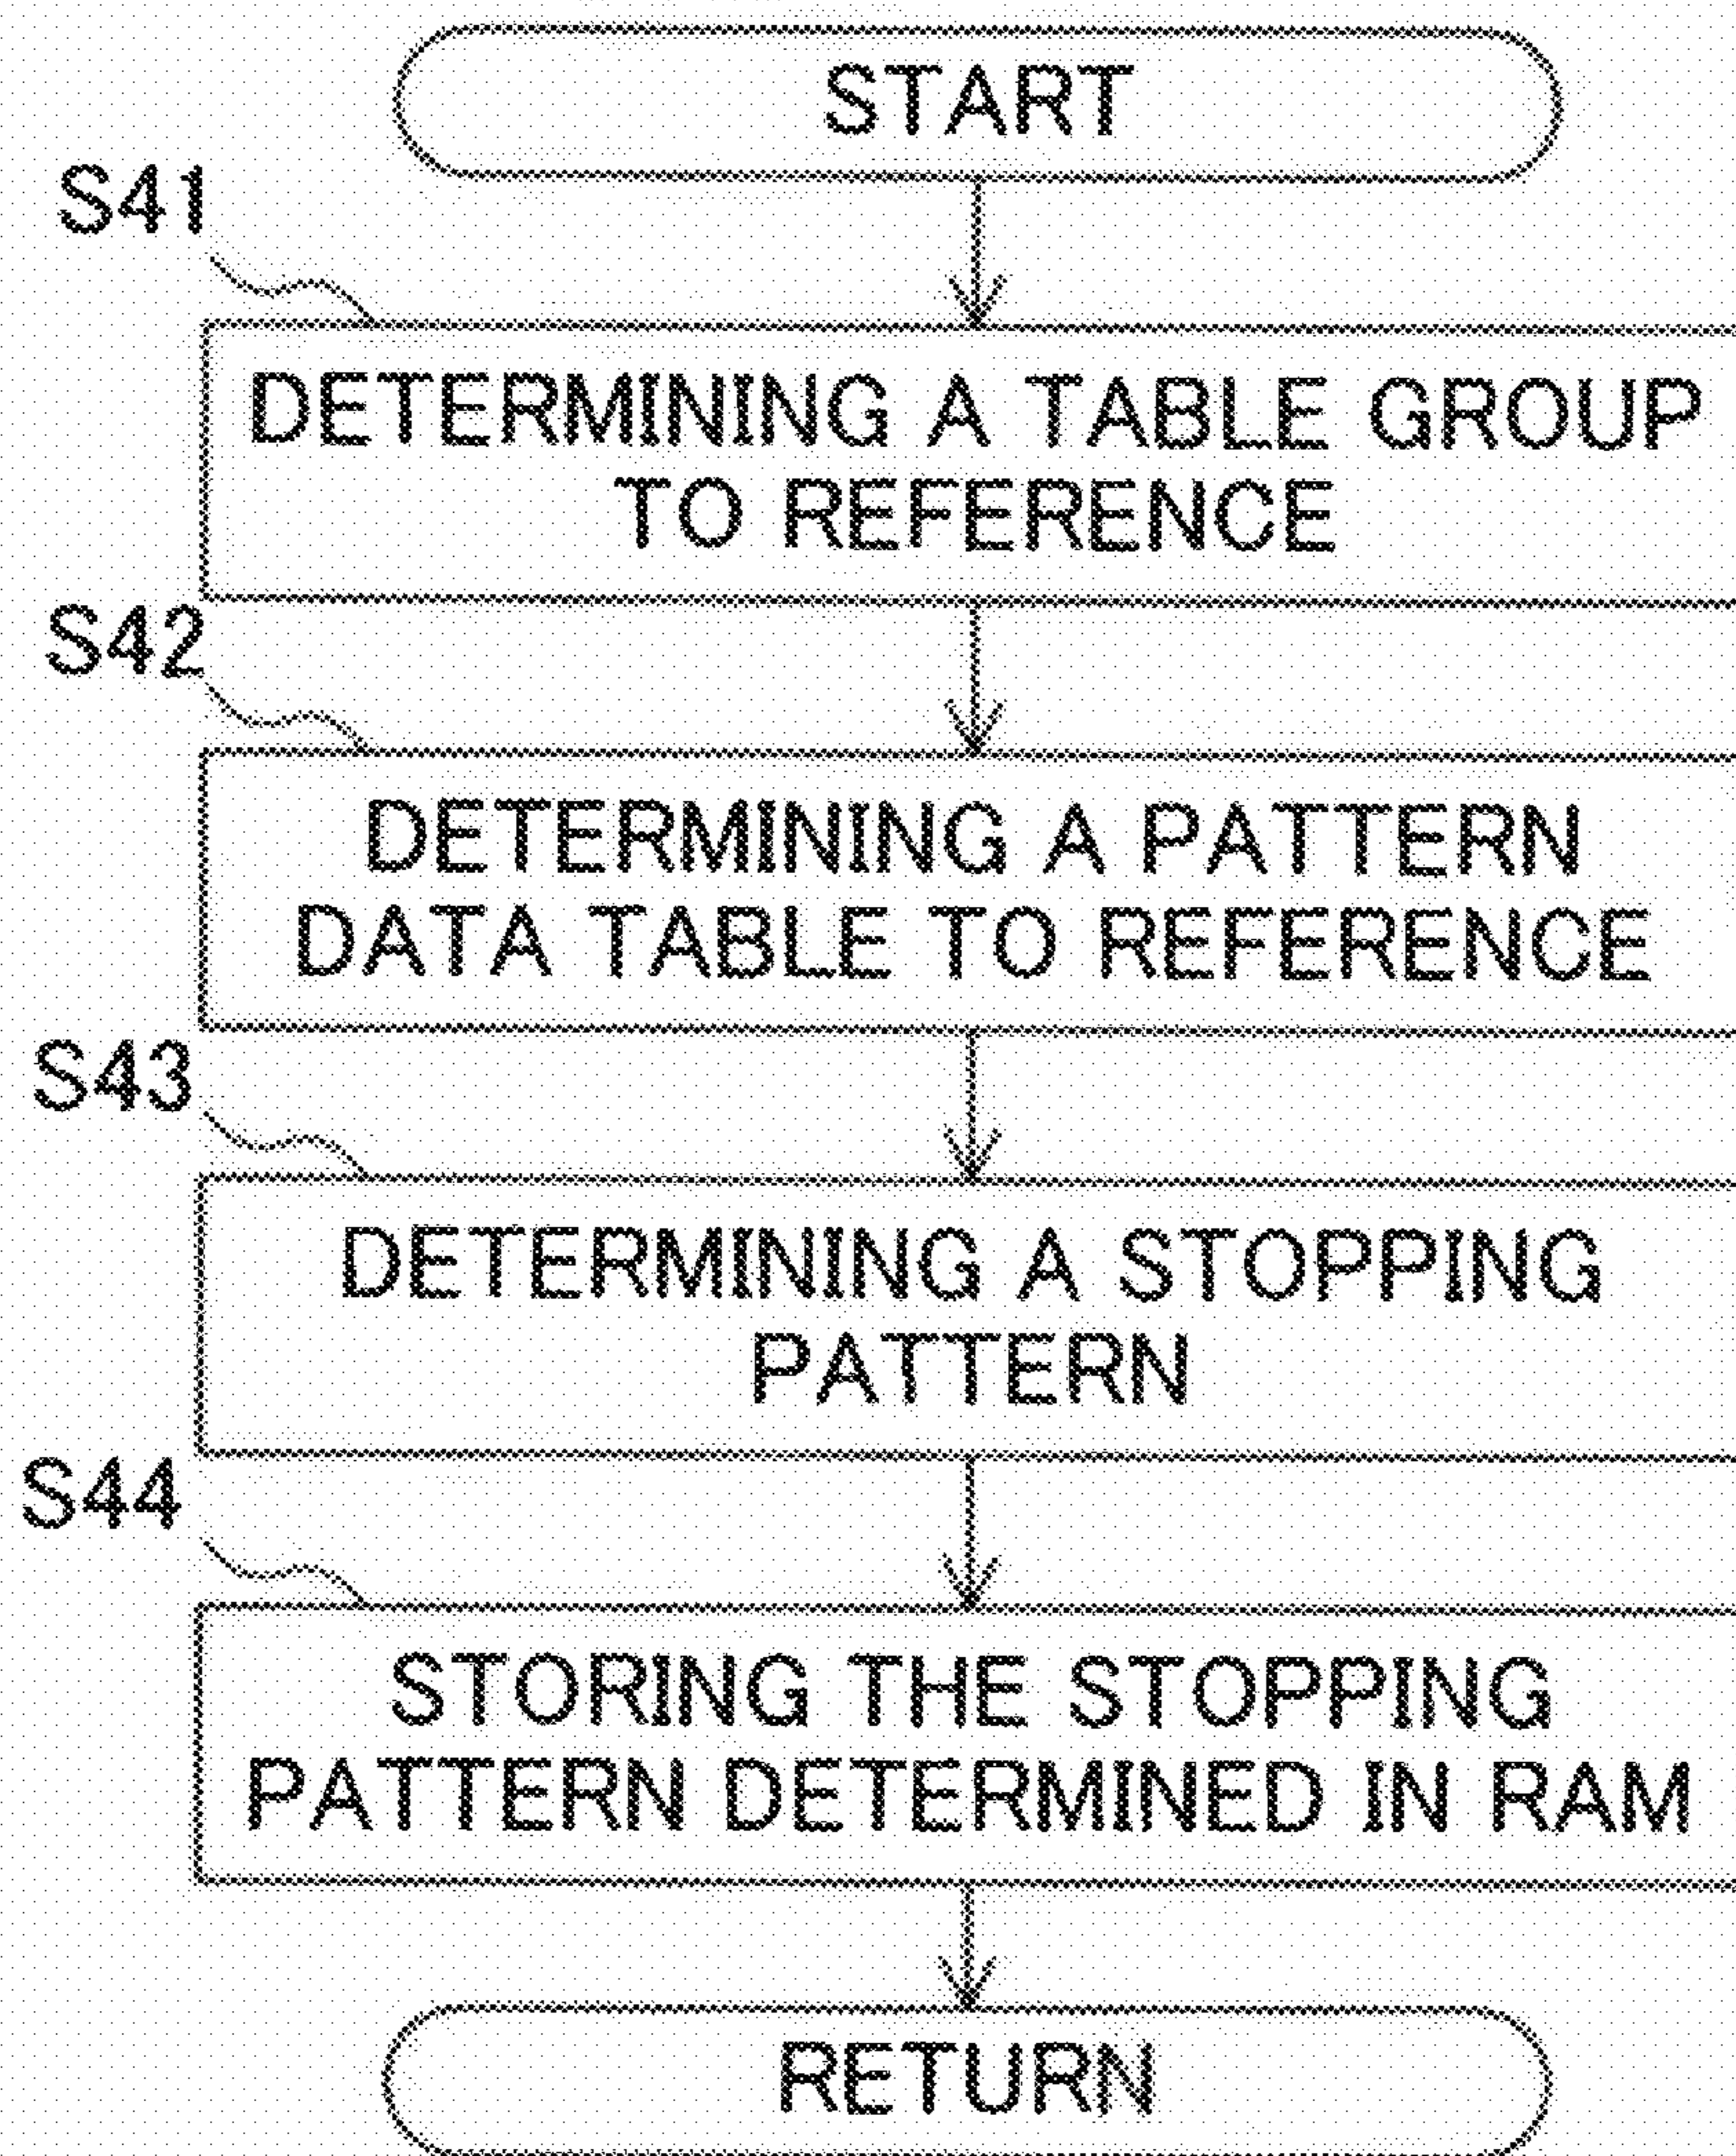 START
S41
DETERMINING A TABLE GROUP
TO REFERENCE
S42
DETERMINING A PATTERN
DATA TABLE TO REFERENCE
S43
DETERMINING A STOPPING
PATTERN
S44
STORING THE STOPPING
PATTERN DETERMINED IN RAM
RETURN